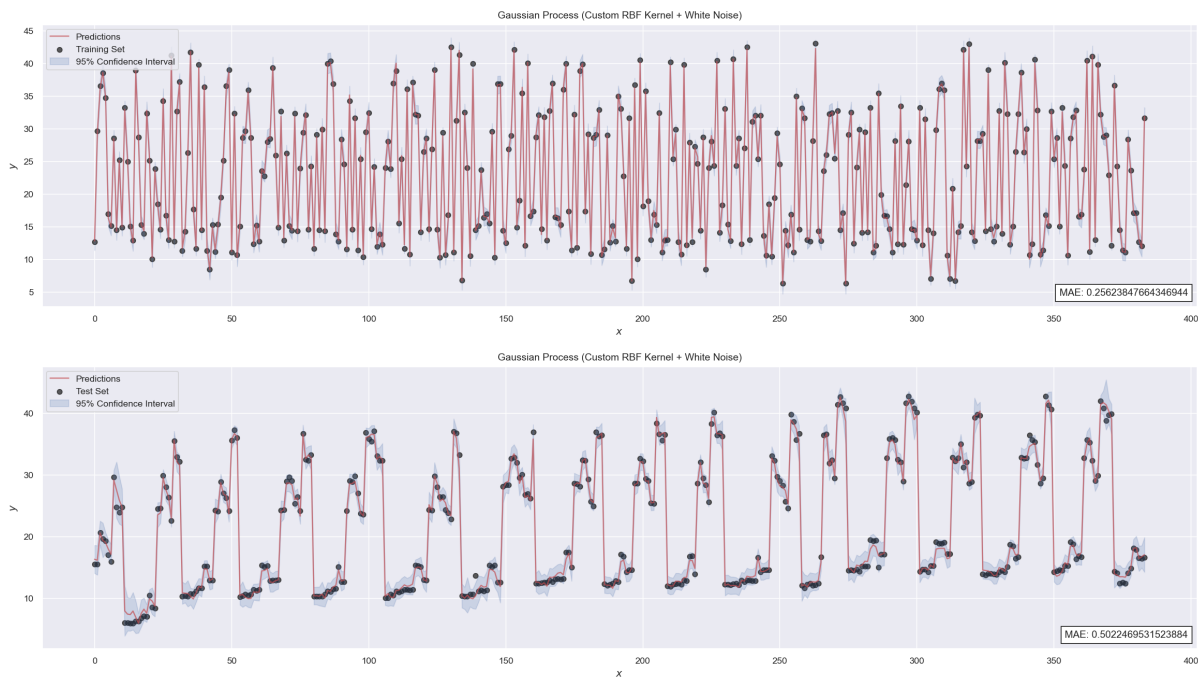 Gaussian Process (Custom RBF Kernel + White Noise)
Predictions
Training Set
95% Confidence Interval
45
40
35
30
25
20
15
10
5
y
MAE: 0.25623847664346944
0
50
100
150
200
250
300
350
400
x
Gaussian Process (Custom RBF Kernel + White Noise)
Predictions
Test Set
95% Confidence Interval
40
30
20
10
y
MAE: 0.5022469531523884
0
50
100
150
200
250
300
350
400
x